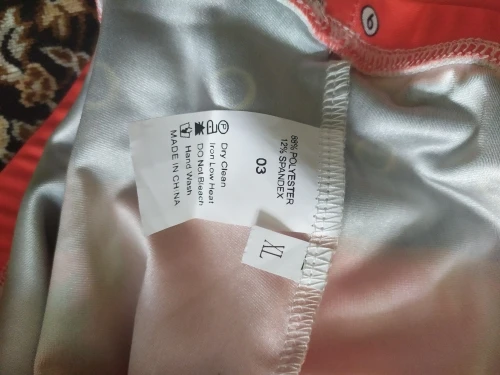 88% POLYESTER
12% SPANDEX
03
Ⓟ Dry Clean
Iron Low Heat
DO Not Bleach
Hand Wash
MADE IN CHINA
XL